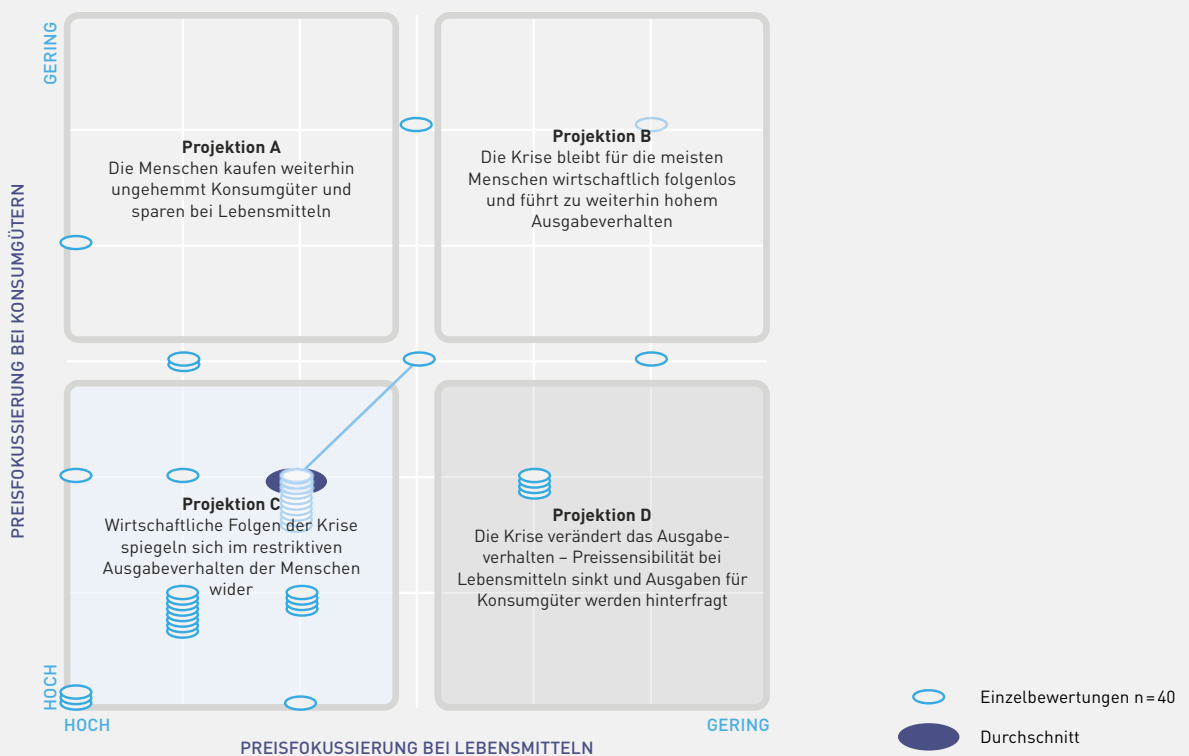 GERING
PREISFOKUSSIERUNG BEI KONSUMGÜTERN
Projektion A
Die Menschen kaufen weiterhin
ungehemmt Konsumgüter und
sparen bei Lebensmitteln
Projektion B
Die Krise bleibt für die meisten
Menschen wirtschaftlich folgenlos
und führt zu weiterhin hohem
Ausgabeverhalten
Projektion C
Wirtschaftliche Folgen der Krise
spiegeln sich im restriktiven
Ausgabeverhalten der Menschen
wider
Projektion D
Die Krise verändert das Ausgabe-
verhalten – Preissensibilität bei
Lebensmitteln sinkt und Ausgaben für
Konsumgüter werden hinterfragt
HOCH
HOCH
GERING
PREISFOKUSSIERUNG BEI LEBENSMITTELN
Einzelbewertungen n=40
Durchschnitt